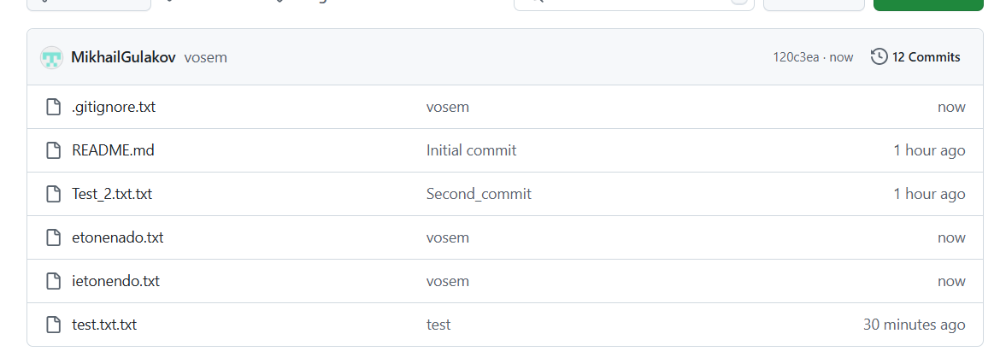 MikhailGulakov vosem 120c3ea · now 12 Commits
.gitignore.txt vosem now
README.md Initial commit 1 hour ago
Test_2.txt.txt Second_commit 1 hour ago
etonenado.txt vosem now
ietonendo.txt vosem now
test.txt.txt test 30 minutes ago